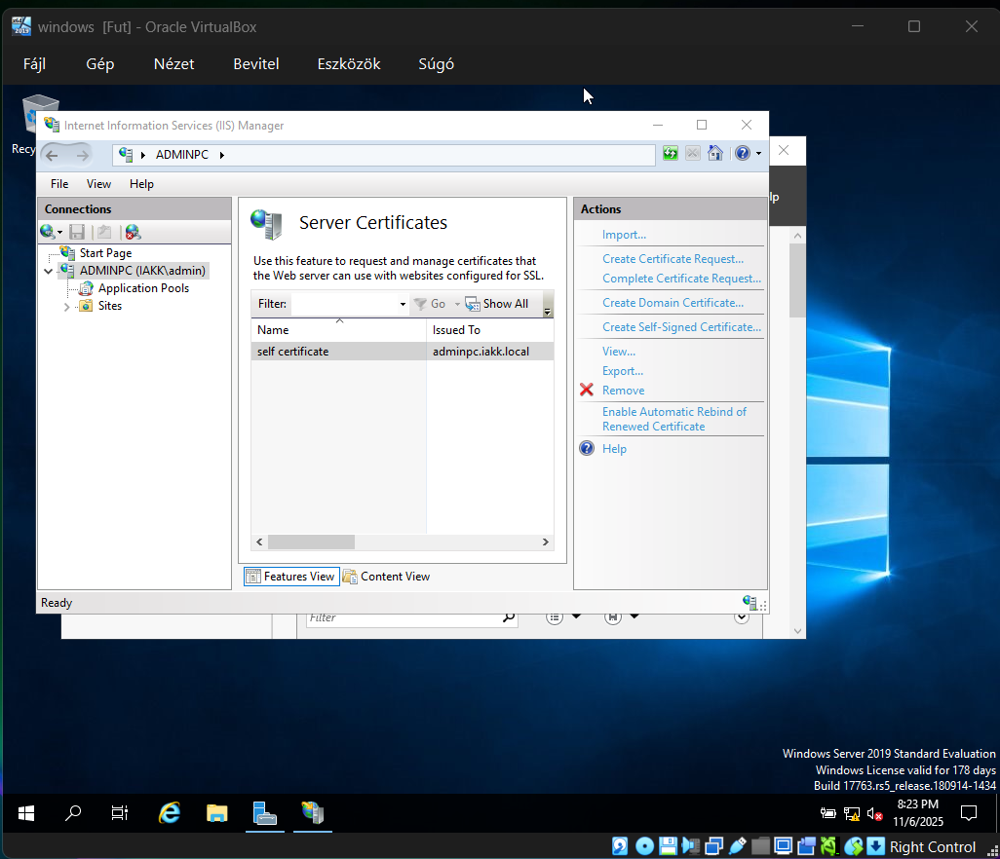 windows [Fut] - Oracle VirtualBox
Fájl Gép Nézet Bevitel Eszközök Súgó
Recy
Internet Information Services (IIS) Manager
ADMINPC
File View Help
lp
Connections
Start Page
ADMINPC (IAKK\admin)
Application Pools
Sites
Server Certificates
Use this feature to request and manage certificates that
the Web server can use with websites configured for SSL.
Filter: Go Show All
Name Issued To
self certificate adminpc.iakk.local
Features View Content View
Actions
Import...
Create Certificate Request...
Complete Certificate Request...
Create Domain Certificate...
Create Self-Signed Certificate...
View...
Export...
Remove
Enable Automatic Rebind of
Renewed Certificate
Help
Ready
Filter
Windows Server 2019 Standard Evaluation
Windows License valid for 178 days
Build 17763.rs5_release.180914-1434
8:23 PM
11/6/2025
Right Control